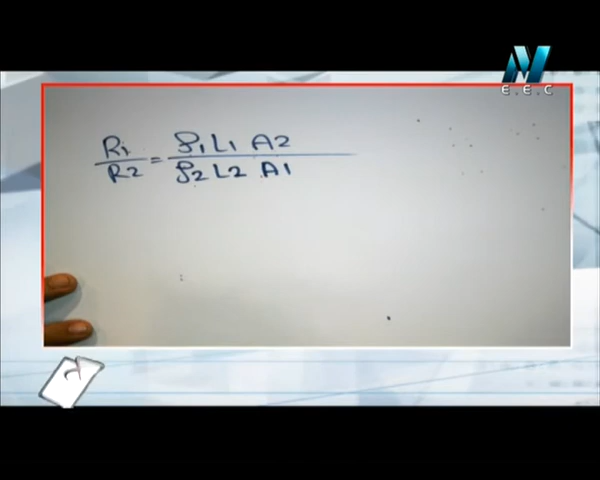 E.E.C
R1/R2 = ρ1 L1 A2 / ρ2 L2 A1